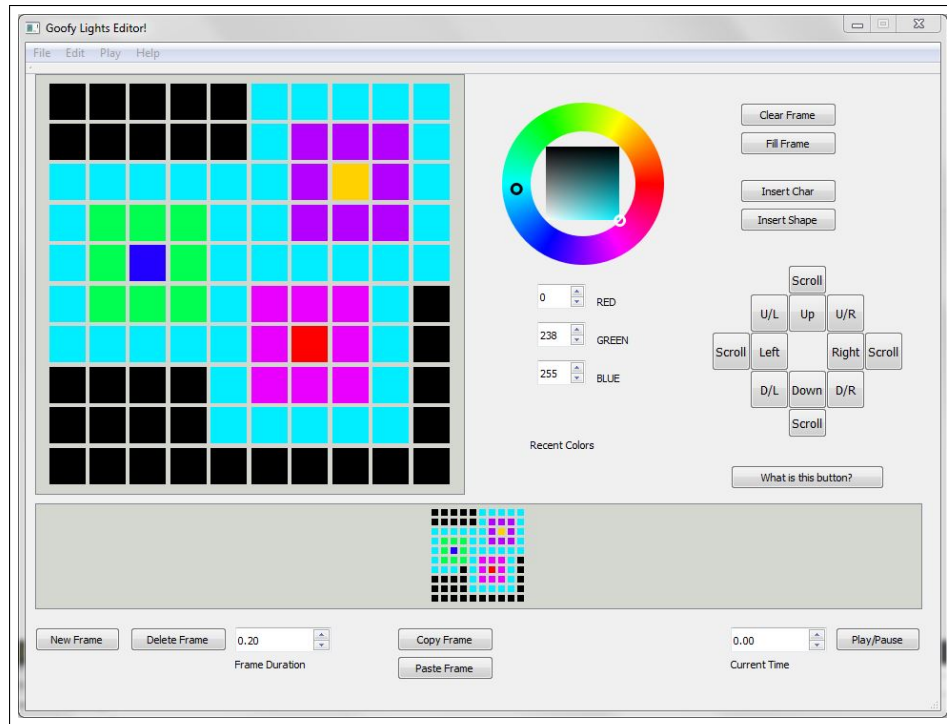 Goofy Lights Editor!
File Edit Play Help
Clear Frame
Fill Frame
Insert Char
Insert Shape
Scroll
U/L Up U/R
Scroll Left Right Scroll
D/L Down D/R
Scroll
0 RED
238 GREEN
255 BLUE
Recent Colors
What is this button?
New Frame Delete Frame 0.20 Copy Frame 0.00 Play/Pause
Frame Duration Paste Frame Current Time